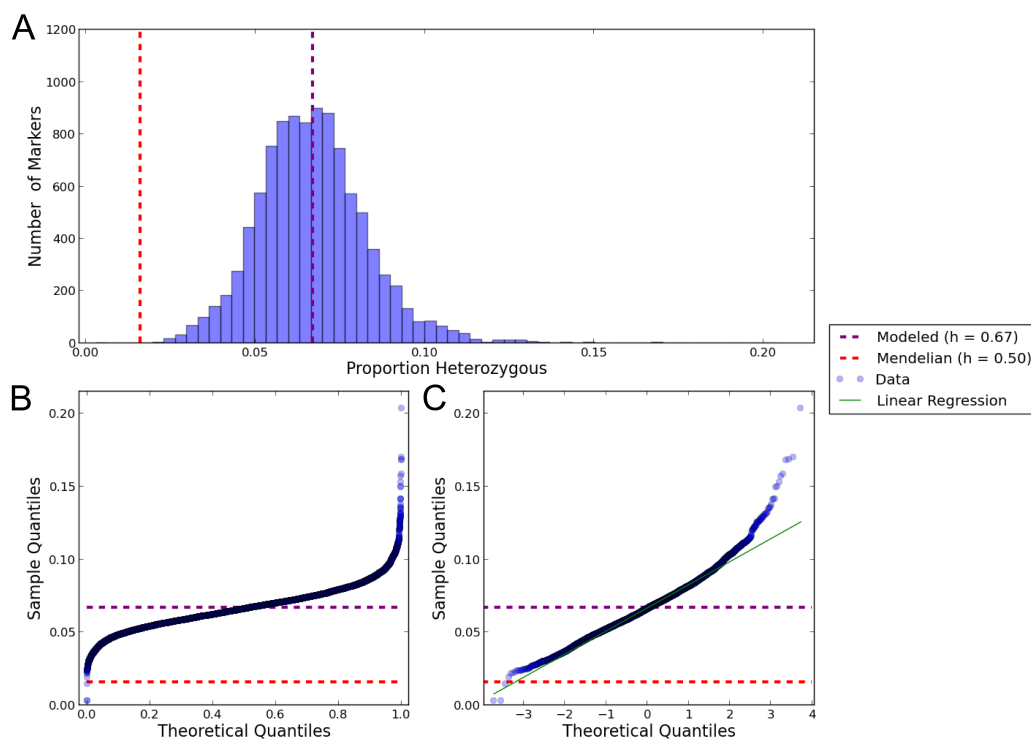 A
1200
1000
800
600
400
200
0
Number of Markers
0.00 0.05 0.10 0.15 0.20
Proportion Heterozygous
Modeled (h = 0.67)
Mendelian (h = 0.50)
Data
Linear Regression
B
0.20
0.15
0.10
0.05
0.00
Sample Quantiles
0.0 0.2 0.4 0.6 0.8 1.0
Theoretical Quantiles
C
0.20
0.15
0.10
0.05
0.00
Sample Quantiles
−3 −2 −1 0 1 2 3 4
Theoretical Quantiles